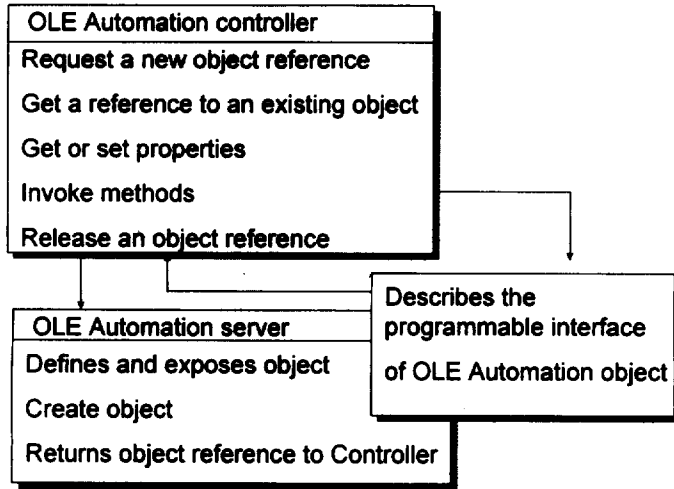 OLE Automation controller
Request a new object reference
Get a reference to an existing object
Get or set properties
Invoke methods
Release an object reference
OLE Automation server
Defines and exposes object
Create object
Returns object reference to Controller
Describes the
programmable interface
of OLE Automation object